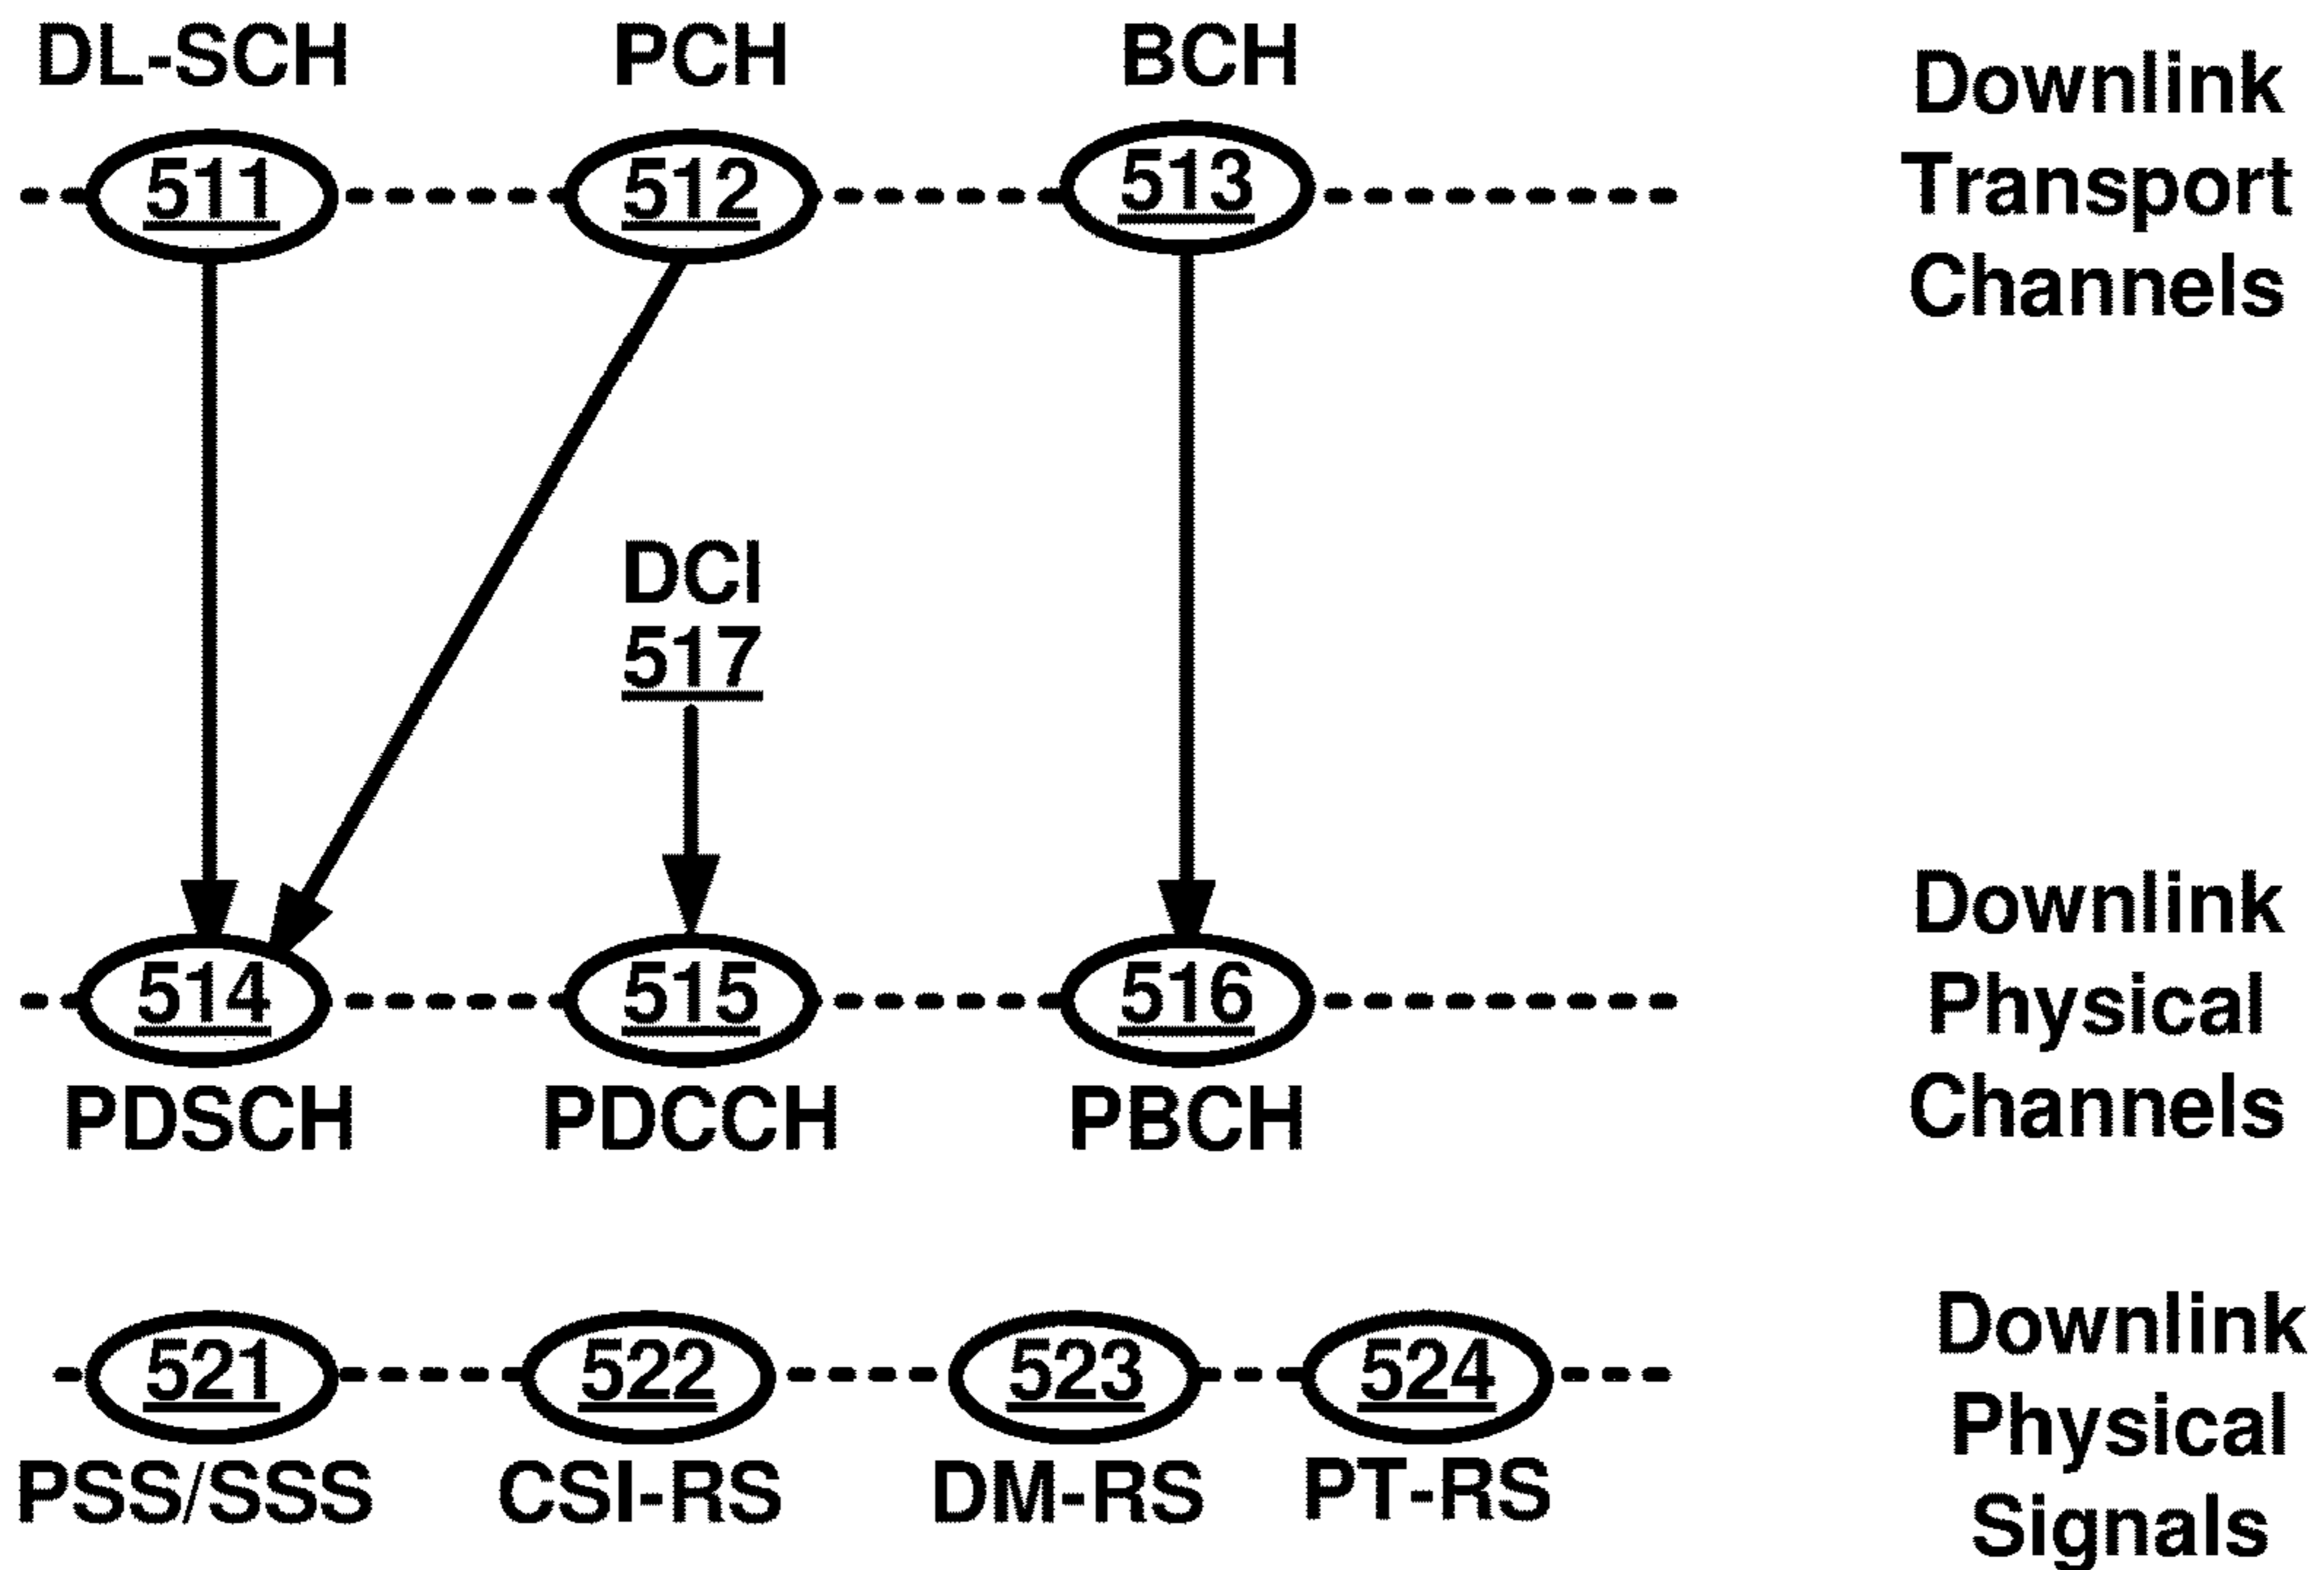 DL-SCH
PCH
BCH
511
512
513
Downlink
Transport
Channels
DCI
517
514
515
516
PDSCH
PDCCH
PBCH
Downlink
Physical
Channels
521
522
523
524
PSS/SSS
CSI-RS
DM-RS
PT-RS
Downlink
Physical
Signals